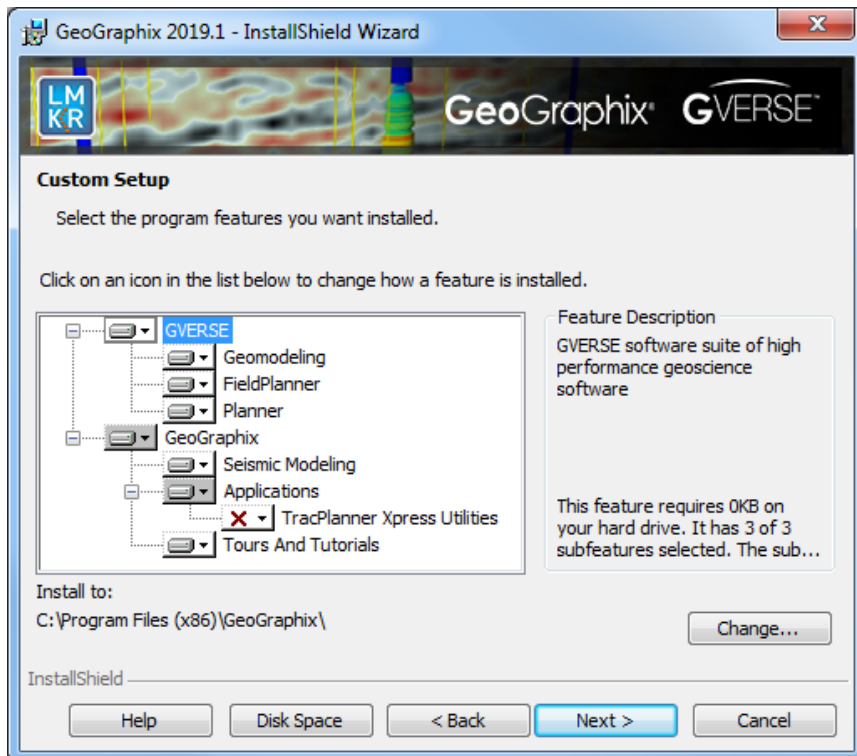 GeoGraphix 2019.1 - InstallShield Wizard
LM
KR
GeoGraphix® GVERSE™
Custom Setup
Select the program features you want installed.
Click on an icon in the list below to change how a feature is installed.
GVERSE
Geomodeling
FieldPlanner
Planner
GeoGraphix
Seismic Modeling
Applications
TracPlanner Xpress Utilities
Tours And Tutorials
Feature Description
GVERSE software suite of high
performance geoscience
software
This feature requires 0KB on
your hard drive. It has 3 of 3
subfeatures selected. The sub...
Install to:
C:\Program Files (x86)\GeoGraphix\
Change...
InstallShield
Help
Disk Space
< Back
Next >
Cancel